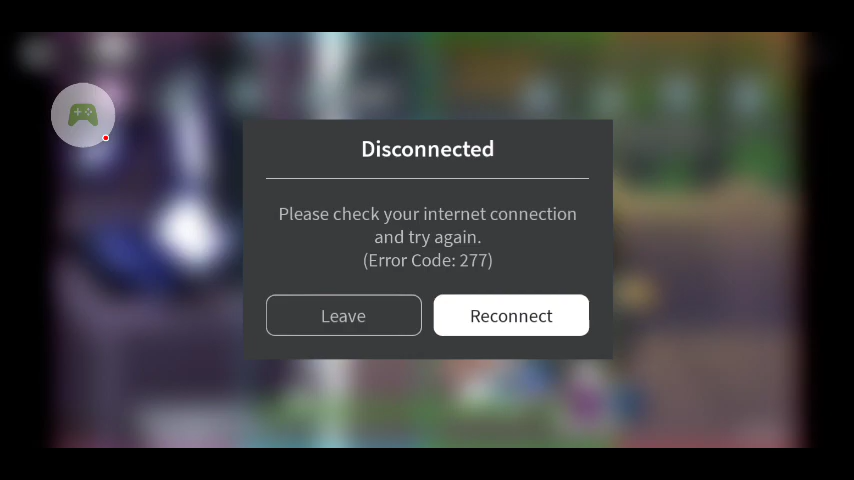 Disconnected
Please check your internet connection
and try again.
(Error Code: 277)
Leave
Reconnect